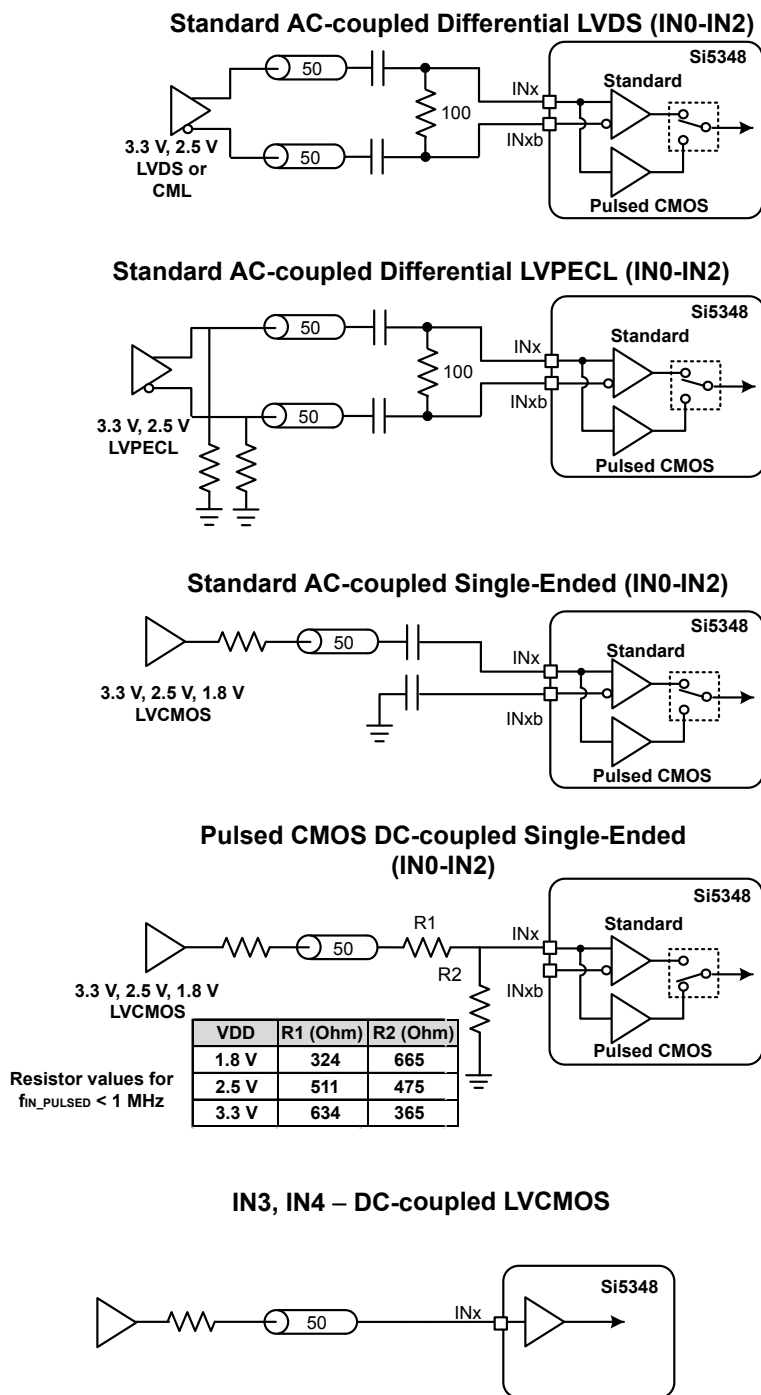 Standard AC-coupled Differential LVDS (IN0-IN2)
Si5348
50
INx
Standard
100
3.3 V, 2.5 V
LVDS or
CML
50
INxb
Pulsed CMOS
Standard AC-coupled Differential LVPECL (IN0-IN2)
Si5348
50
INx
Standard
100
3.3 V, 2.5 V
LVPECL
50
INxb
Pulsed CMOS
Standard AC-coupled Single-Ended (IN0-IN2)
Si5348
50
INx
Standard
3.3 V, 2.5 V, 1.8 V
LVCMOS
INxb
Pulsed CMOS
Pulsed CMOS DC-coupled Single-Ended
(IN0-IN2)
Si5348
50
R1
INx
Standard
R2
INxb
3.3 V, 2.5 V, 1.8 V
LVCMOS
Pulsed CMOS
VDD R1 (Ohm) R2 (Ohm)
1.8 V 324 665
2.5 V 511 475
3.3 V 634 365
Resistor values for
fIN_PULSED < 1 MHz
IN3, IN4 – DC-coupled LVCMOS
Si5348
50
INx